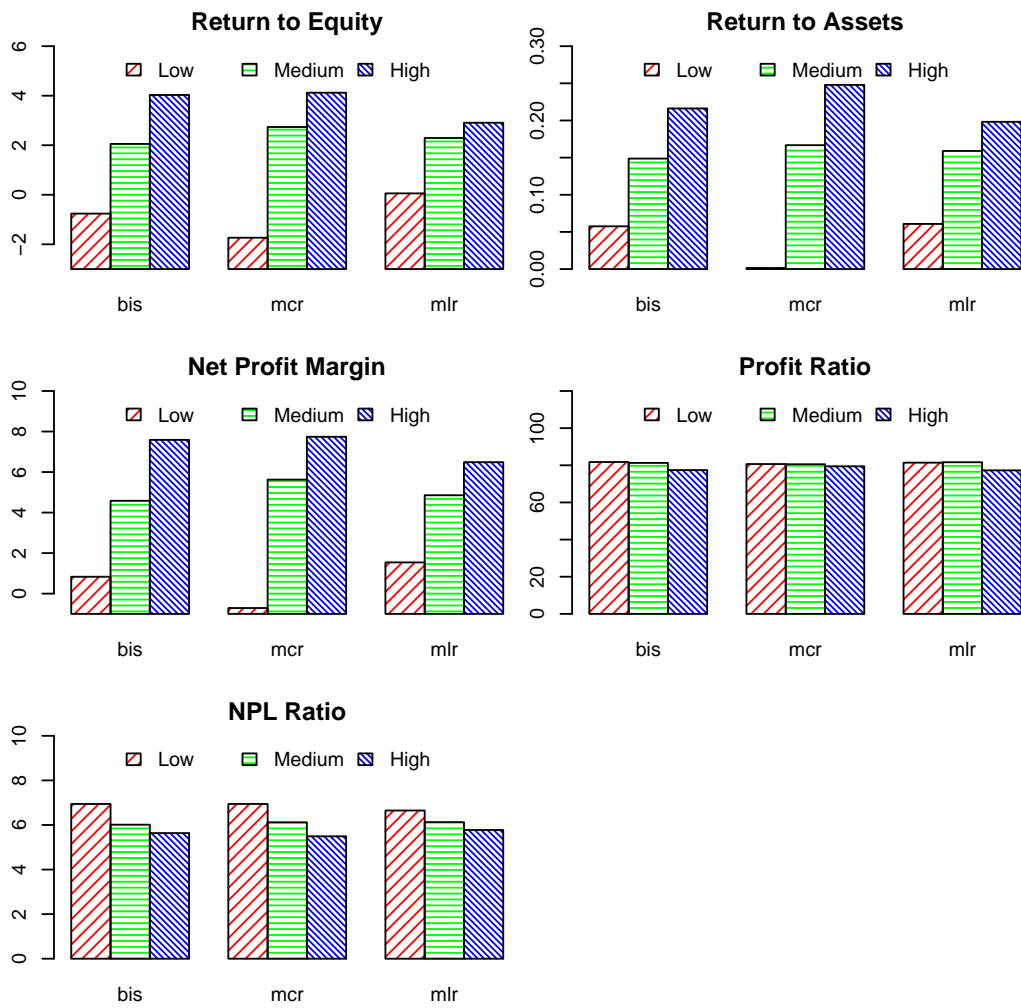 Return to Equity
6
4
2
0
−2
Low Medium High
bis mcr mlr
Return to Assets
0.30
0.20
0.10
0.00
Low Medium High
bis mcr mlr
Net Profit Margin
10
8
6
4
2
0
Low Medium High
bis mcr mlr
Profit Ratio
100
60
20
0
Low Medium High
bis mcr mlr
NPL Ratio
10
8
6
4
2
0
Low Medium High
bis mcr mlr